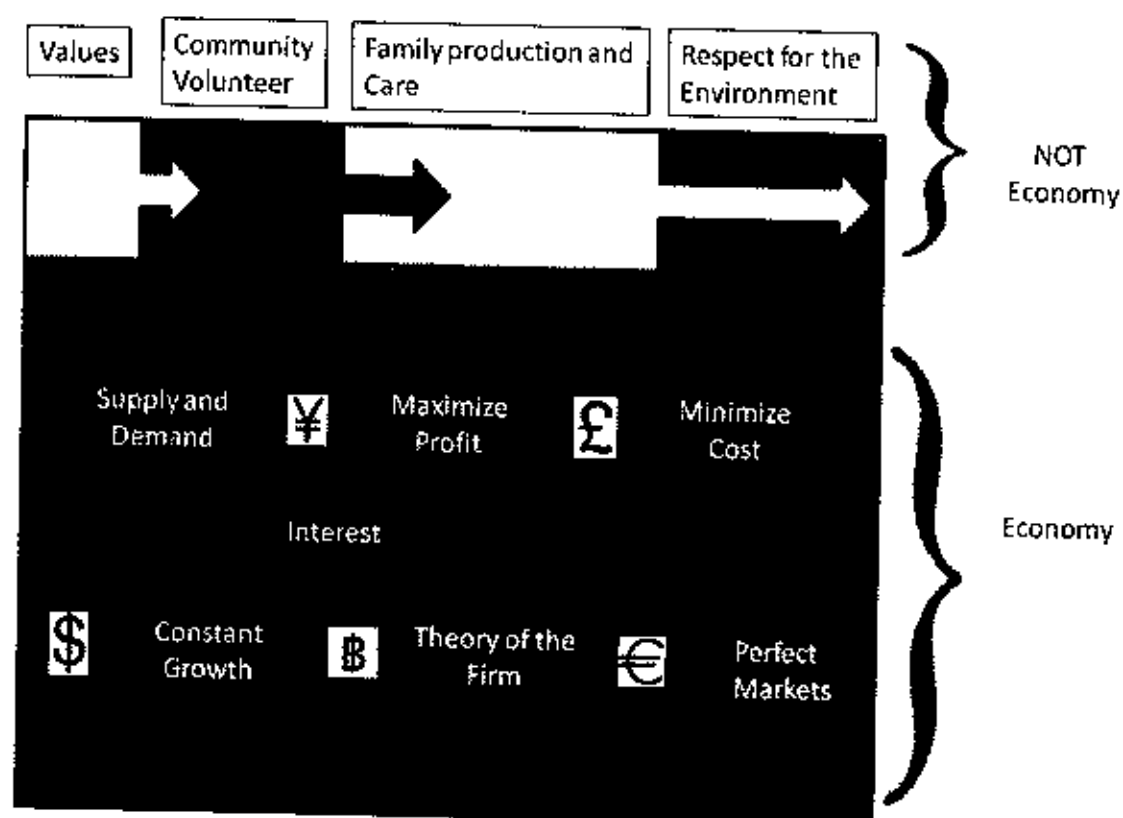 Values
Community
Volunteer
Family production and
Care
Respect for the
Environment
NOT
Economy
Supply and
Demand
¥
Maximize
Profit
£
Minimize
Cost
Interest
Economy
$
Constant
Growth
฿
Theory of the
Firm
€
Perfect
Markets